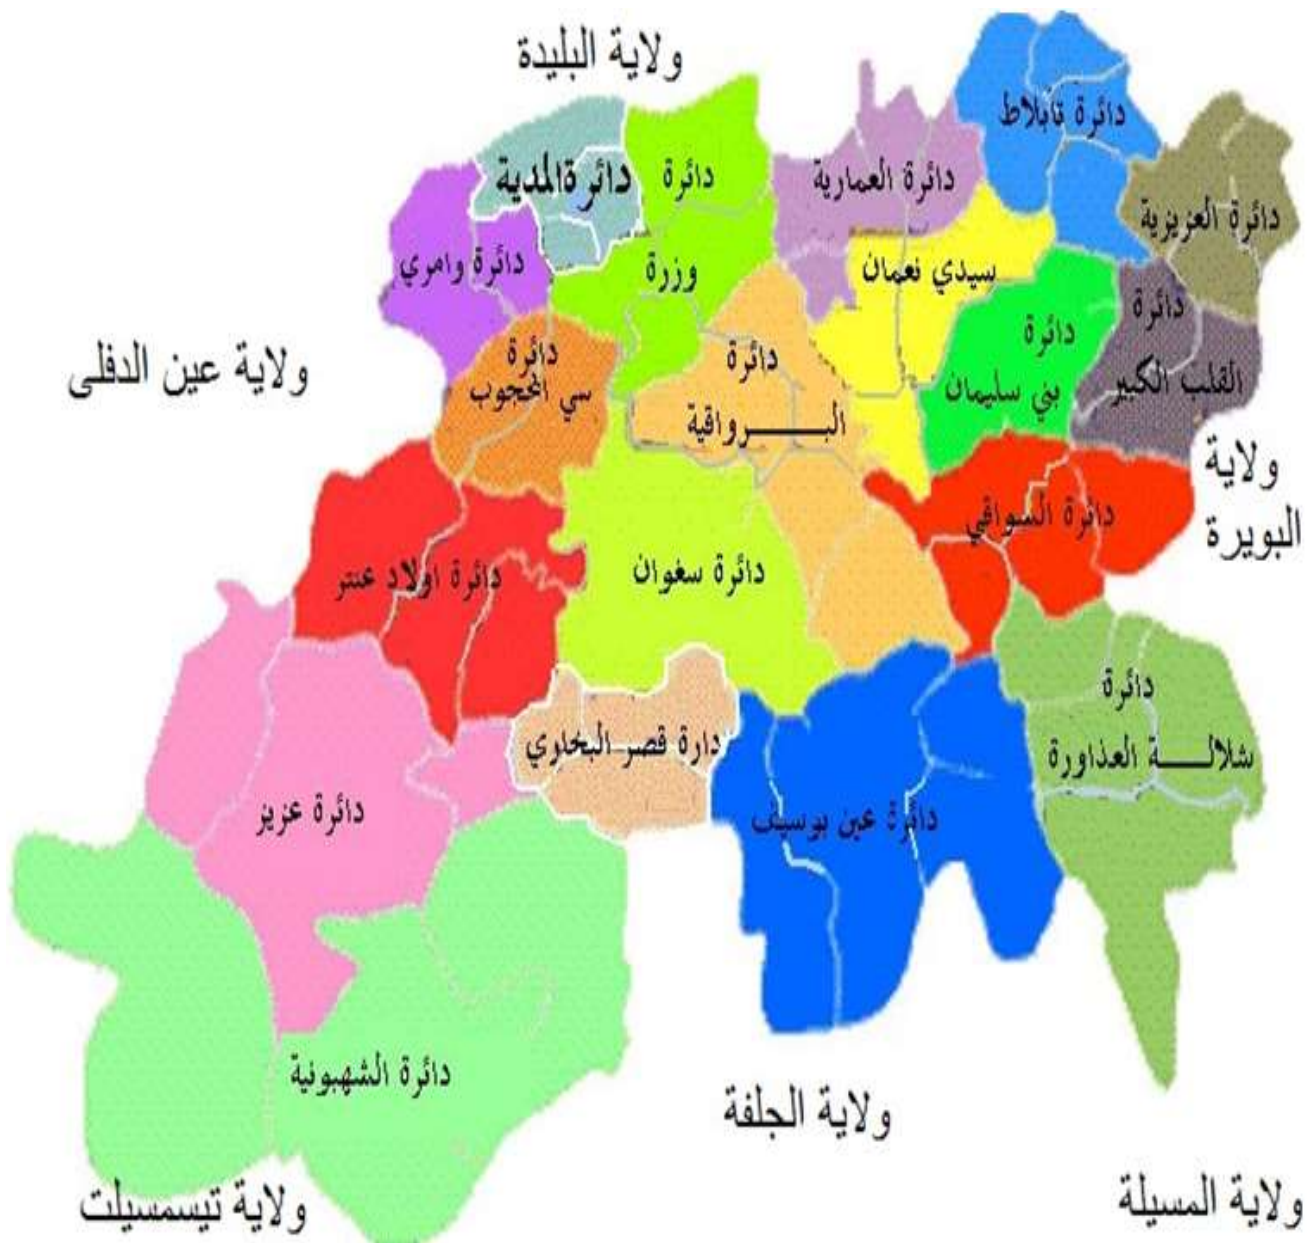 ولاية البليدة
دائرة تابلاط
دائرة العمارية
دائرة
وزرة
دائرة المدية
دائرة العزيزية
دائرة وامري
سيدي نعمان
دائرة
القلب الكبير
دائرة
بني سليمان
دائرة
البـــــرواقية
دائرة
سي المحجوب
ولاية عين الدفلى
ولاية
البويرة
دائرة السواقي
دائرة سغوان
دائرة اولاد عنتر
دائرة
شلالـــــة العذاورة
دارة قصر البخاري
دائرة عزيز
دائرة عين بوسيف
دائرة الشهبونية
ولاية الجلفة
ولاية تيسمسيلت
ولاية المسيلة